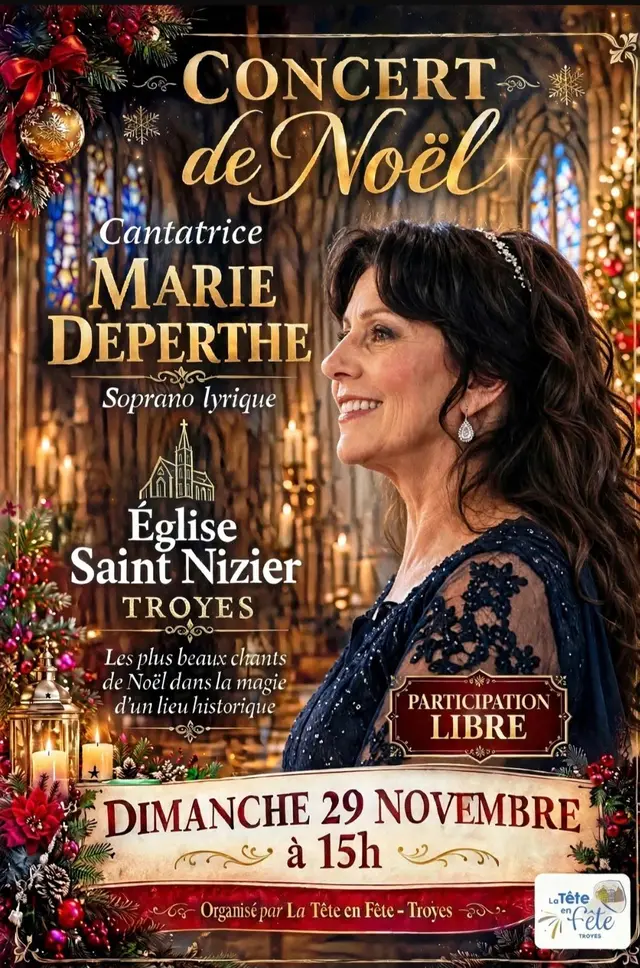 CONCERT
de Noël
Cantatrice
MARIE
DEPERTHE
Soprano lyrique
Église
Saint Nizier
TROYES
Les plus beaux chants
de Noël dans la magie
d'un lieu historique
PARTICIPATION
LIBRE
DIMANCHE 29 NOVEMBRE
à 15h
Organisé par La Tête en Fête - Troyes
La Tête
en
Fête
TROYES